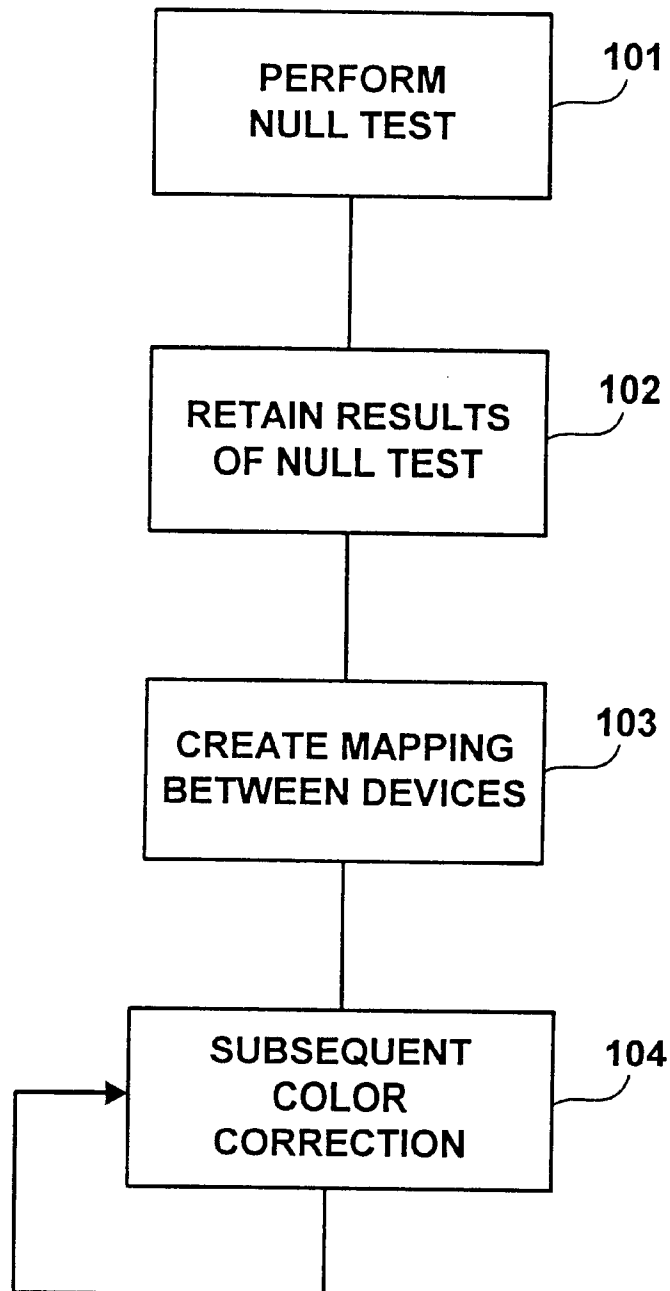 101
PERFORM
NULL TEST
102
RETAIN RESULTS
OF NULL TEST
103
CREATE MAPPING
BETWEEN DEVICES
104
SUBSEQUENT
COLOR
CORRECTION